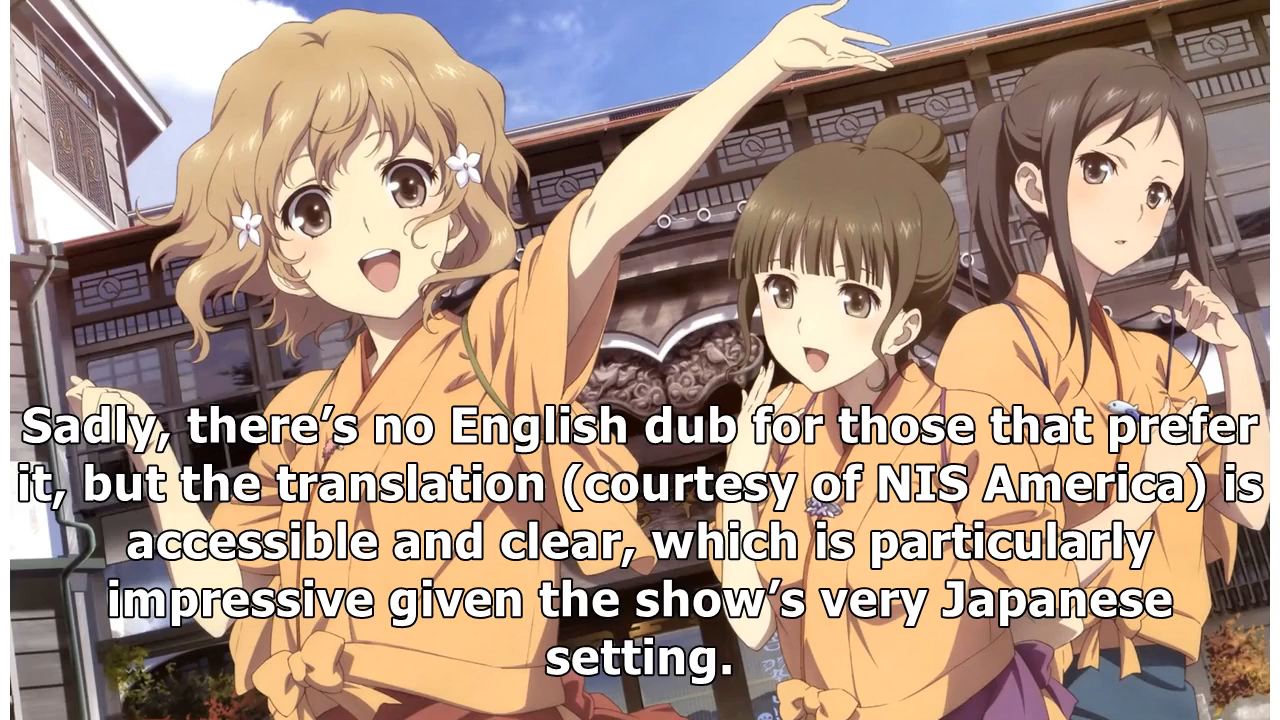 Sadly, there’s no English dub for those that prefer
it, but the translation (courtesy of NIS America) is
accessible and clear, which is particularly
impressive given the show’s very Japanese
setting.